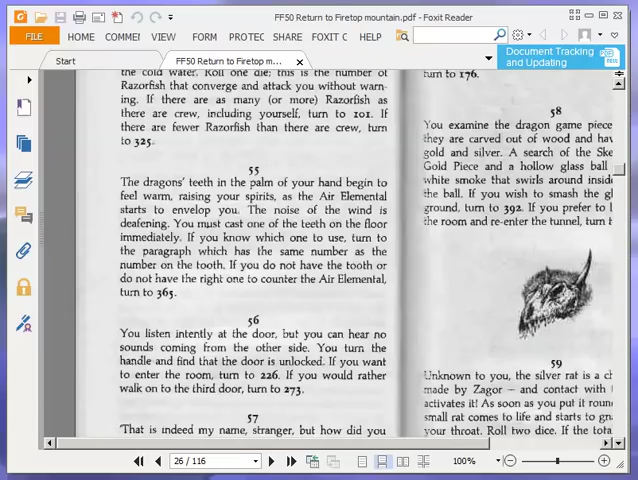 FF50 Return to Firetop mountain.pdf - Foxit Reader
FILE HOME COMMEI VIEW FORM PROTEC SHARE FOXIT C HELP
Start
FF50 Return to Firetop m...
Document Tracking
and Updating
the cold water. Roll one die; this is the number of
Razorfish that converge and attack you without warn-
ing. If there are as many (or more) Razorfish as
there are crew, including yourself, turn to 101. If
there are fewer Razorfish than there are crew, turn
to 325.
55
The dragons' teeth in the palm of your hand begin to
feel warm, raising your spirits, as the Air Elemental
starts to envelop you. The noise of the wind is
deafening. You must cast one of the teeth on the floor
immediately. If you know which one to use, turn to
the paragraph which has the same number as the
number on the tooth. If you do not have the tooth or
do not have the right one to counter the Air Elemental,
turn to 365.
56
You listen intently at the door, but you can hear no
sounds coming from the other side. You turn the
handle and find that the door is unlocked. If you want
to enter the room, turn to 226. If you would rather
walk on to the third door, turn to 273.
57
'That is indeed my name, stranger, but how did you
turn to 176.
58
You examine the dragon game piece
they are carved out of wood and hav
gold and silver. A search of the Ske
Gold Piece and a hollow glass ball
white smoke that swirls around inside
the ball. If you wish to smash the gl
ground, turn to 392. If you prefer to l
the room and re-enter the tunnel, turn t
59
Unknown to you, the silver rat is a ch
made by Zagor – and contact with
activates it! As soon as you put it roun
small rat comes to life and starts to gn
your throat. Roll two dice. If the tota
26 / 116
100%